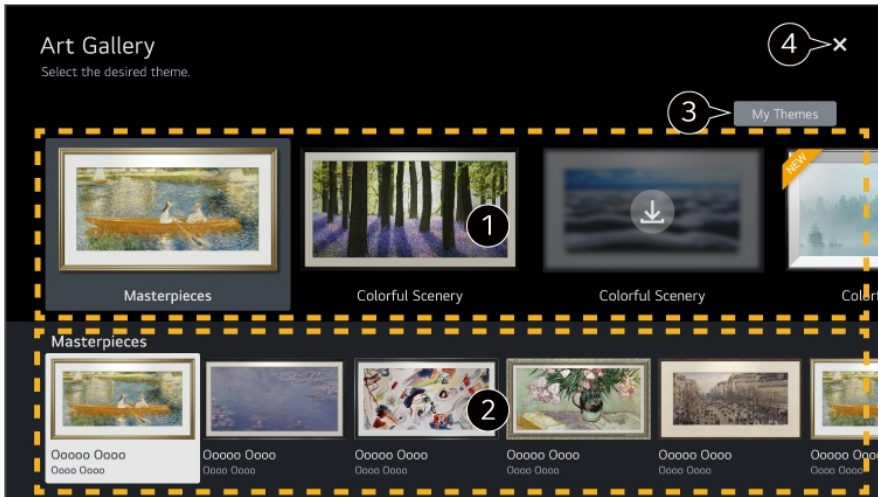 Art Gallery
Select the desired theme.
4
3
My Themes
NEW
1
Masterpieces
Colorful Scenery
Colorful Scenery
Masterpieces
2
Ooooo Oooo
Oooo Oooo
Ooooo Oooo
Oooo Oooo
Ooooo Oooo
Oooo Oooo
Ooooo Oooo
Oooo Oooo
Ooooo Oooo
Oooo Oooo
Ooooo Ooo
Oooo Oooo